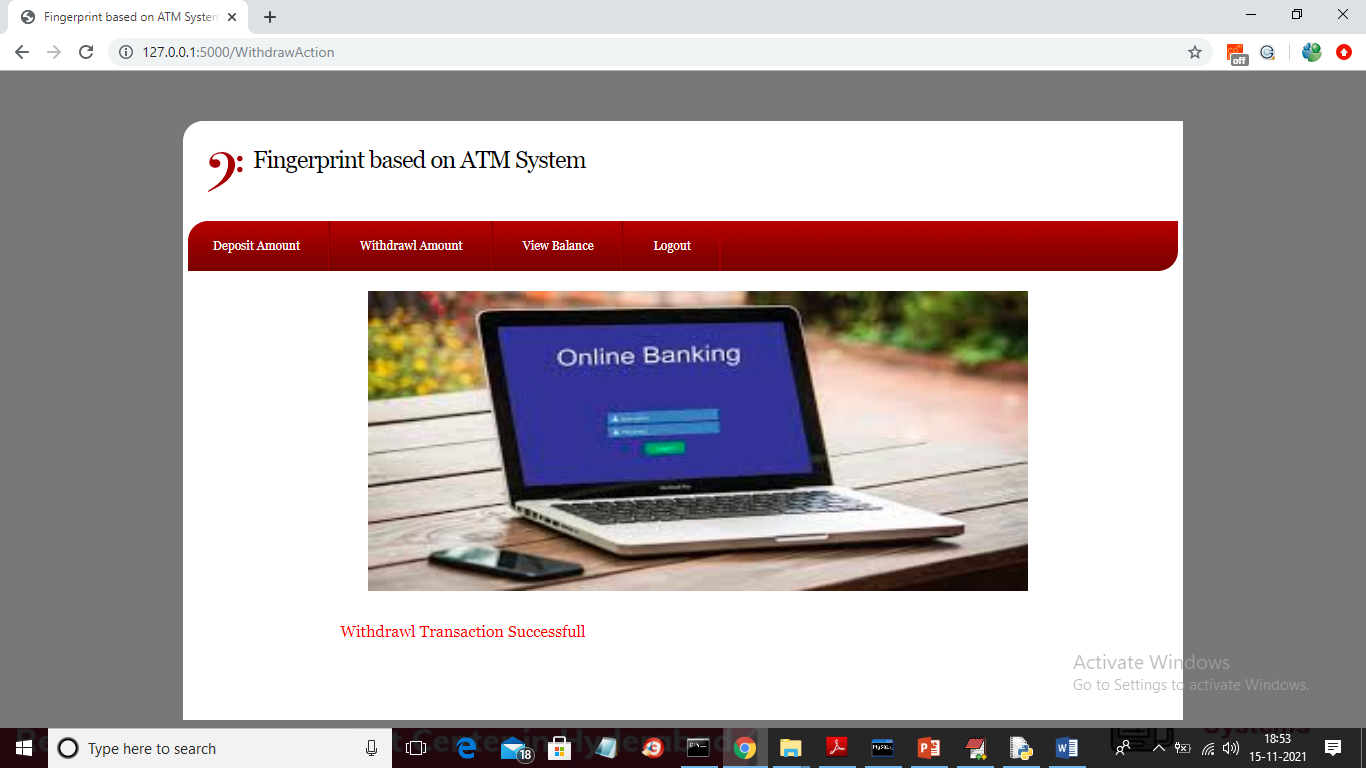 Fingerprint based on ATM System
127.0.0.1:5000/WithdrawAction
off
Fingerprint based on ATM System
Deposit Amount Withdrawl Amount View Balance Logout
Online Banking
Withdrawl Transaction Successfull
Activate Windows
Go to Settings to activate Windows.
Type here to search
18
18:53
15-11-2021